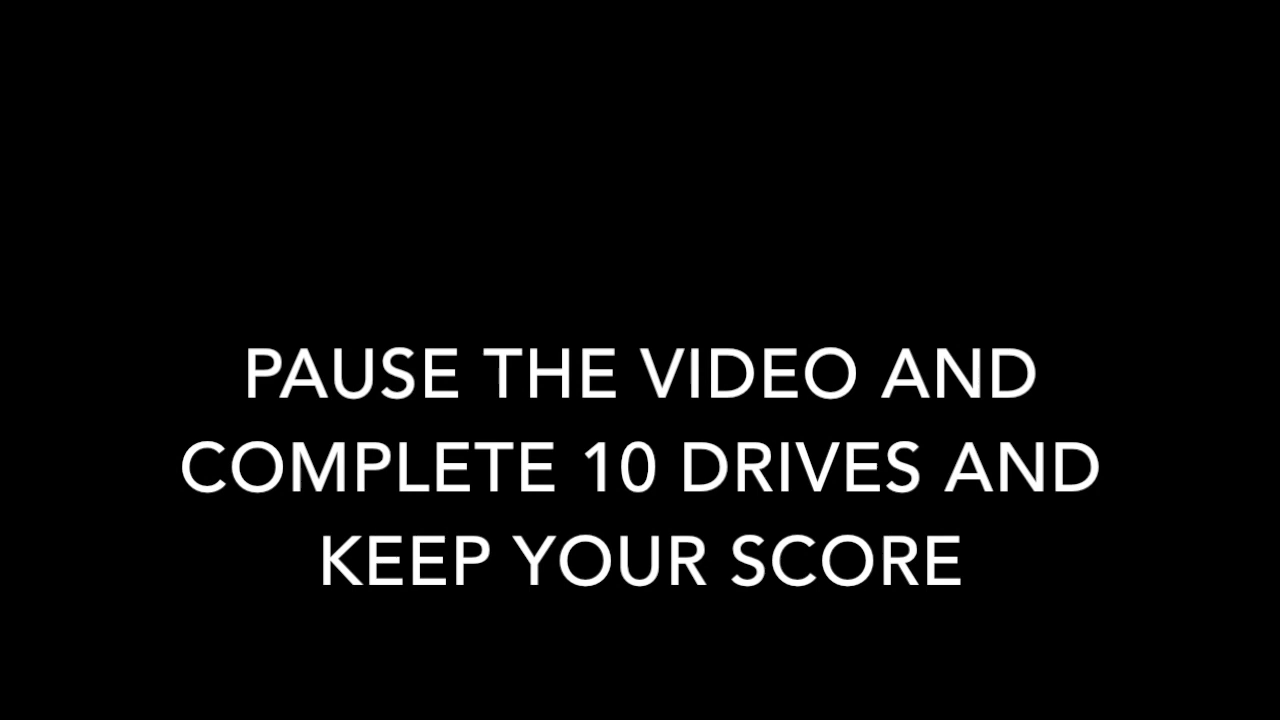 PAUSE THE VIDEO AND
COMPLETE 10 DRIVES AND
KEEP YOUR SCORE